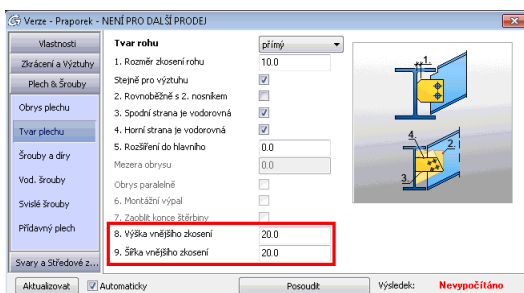 Verze - Praporek - NENÍ PRO DALŠÍ PRODEJ
Vlastnosti
Zkrácení a Výztuhy
Plech & Šrouby
Obrys plechu
Tvar plechu
Šrouby a díry
Vod. šrouby
Svislé šrouby
Přídavný plech
Svary a Středové z...
Tvar rohu přímý
1. Rozměr zkosení rohu 10.0
Stejné pro výztuhu
2. Rovnoběžně s 2. nosníkem
3. Spodní strana je vodorovná
4. Horní strana je vodorovná
5. Rozšíření do hlavního 0.0
Mezera obrysu 0.0
Obrys paralelně
6. Montážní výpal
7. Zaoblit konce štěrbiny
8. Výška vnějšího zkosení 20.0
9. Šířka vnějšího zkosení 20.0
1.
4.
2.
3.
Aktualizovat Automaticky Posoudit Výsledek: Nevypočítáno